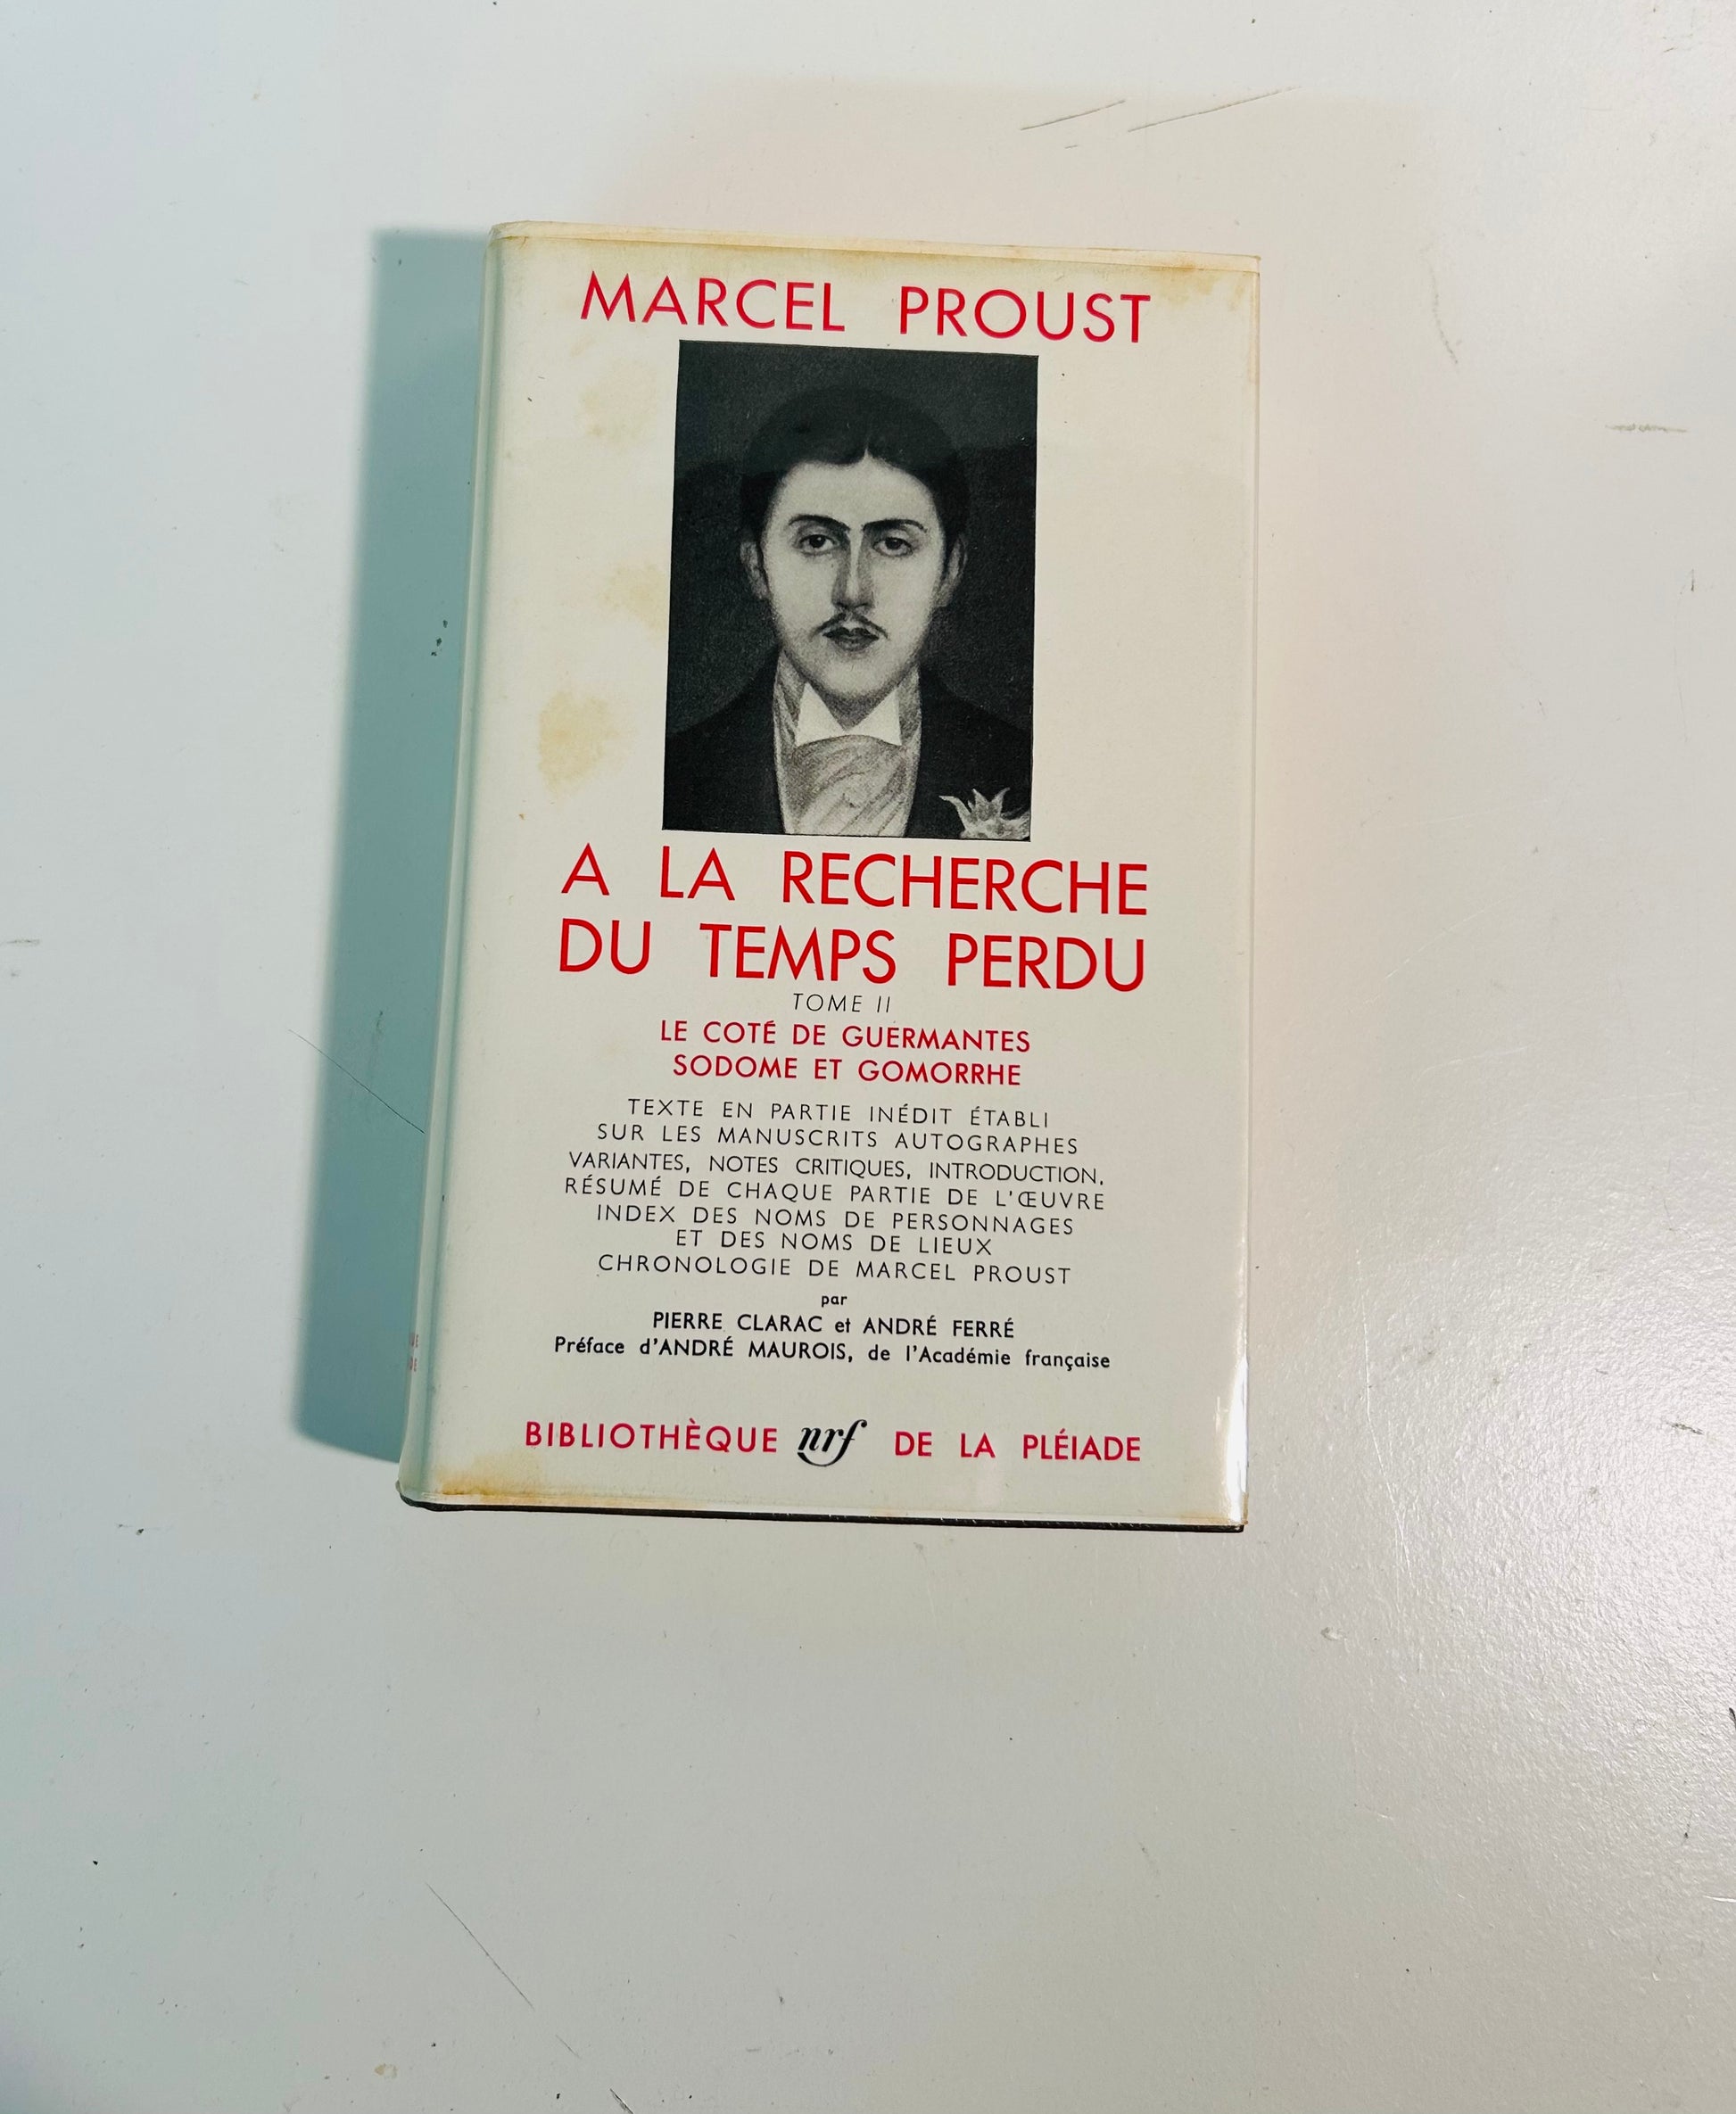 MARCEL PROUST
A LA RECHERCHE
DU TEMPS PERDU
TOME II
LE COTÉ DE GUERMANTES
SODOME ET GOMORRHE
TEXTE EN PARTIE INÉDIT ÉTABLI
SUR LES MANUSCRITS AUTOGRAPHES
VARIANTES, NOTES CRITIQUES, INTRODUCTION,
RÉSUMÉ DE CHAQUE PARTIE DE L'ŒUVRE
INDEX DES NOMS DE PERSONNAGES
ET DES NOMS DE LIEUX
CHRONOLOGIE DE MARCEL PROUST
par
PIERRE CLARAC et ANDRÉ FERRÉ
Préface d'ANDRÉ MAUROIS, de l'Académie française
BIBLIOTHÈQUE nrf DE LA PLÉIADE